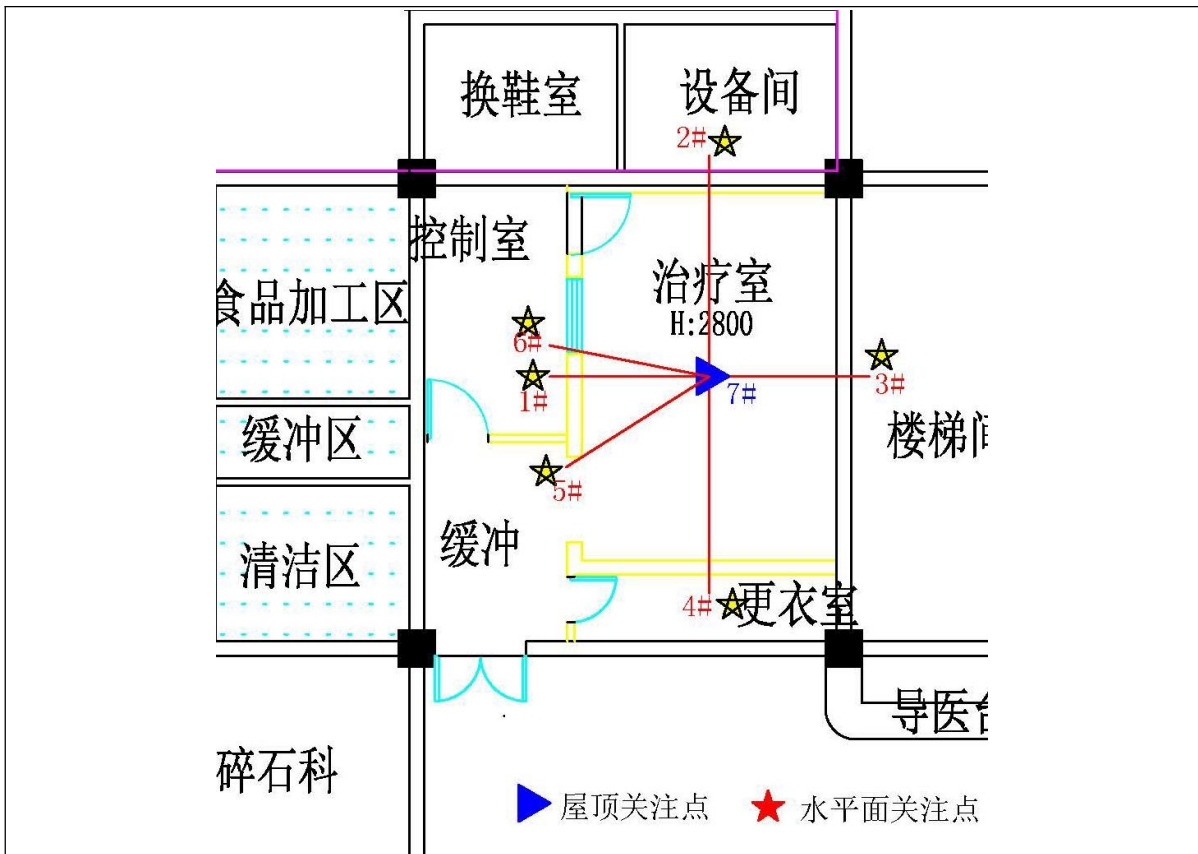 换鞋室
设备间
2#
控制室
食品加工区
治疗室
H:2800
6#
1#
7#
3#
缓冲区
楼梯间
5#
清洁区
缓冲
4#
更衣室
导医台
碎石科
屋顶关注点
水平面关注点